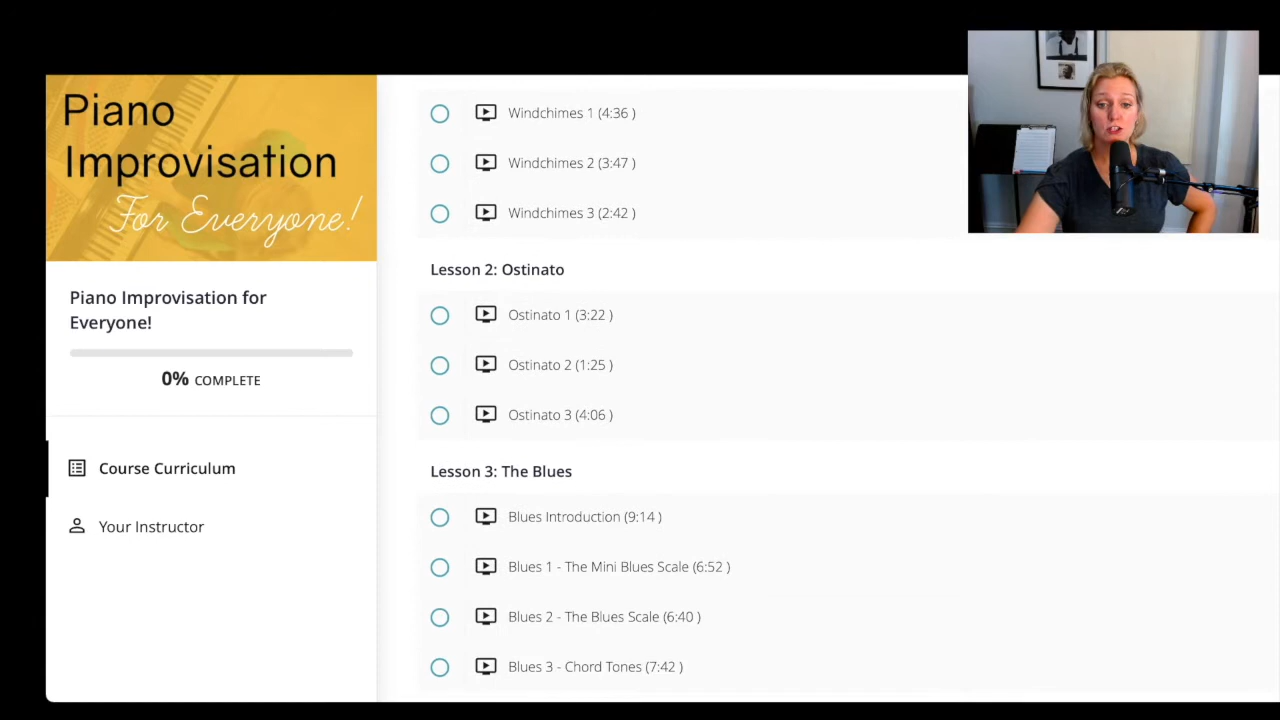 Piano
Improvisation
For Everyone!
Piano Improvisation for
Everyone!
0% COMPLETE
Course Curriculum
Your Instructor
Windchimes 1 (4:36 )
Windchimes 2 (3:47 )
Windchimes 3 (2:42 )
Lesson 2: Ostinato
Ostinato 1 (3:22 )
Ostinato 2 (1:25 )
Ostinato 3 (4:06 )
Lesson 3: The Blues
Blues Introduction (9:14 )
Blues 1 - The Mini Blues Scale (6:52 )
Blues 2 - The Blues Scale (6:40 )
Blues 3 - Chord Tones (7:42 )